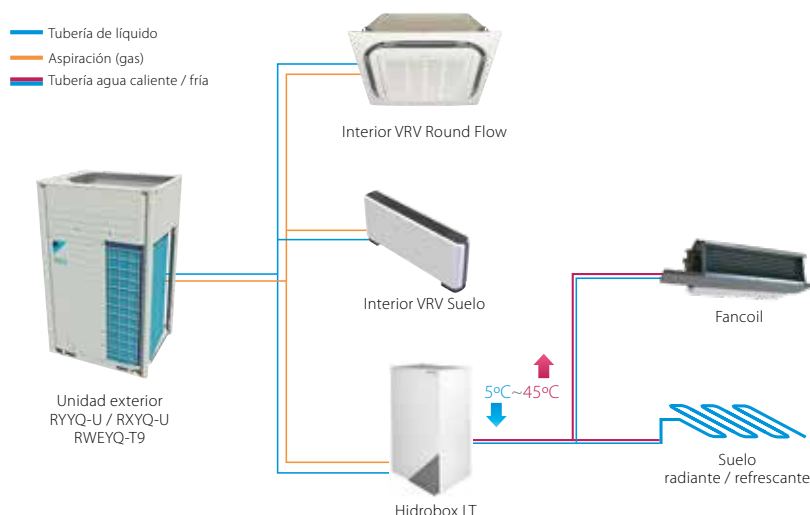 Tubería de líquido
Aspiración (gas)
Tubería agua caliente / fría
Interior VRV Round Flow
Interior VRV Suelo
Fancoil
Unidad exterior
RYYQ-U / RXYQ-U
RWEYQ-T9
5ºC~45ºC
Suelo
radiante / refrescante
Hidrobox LT